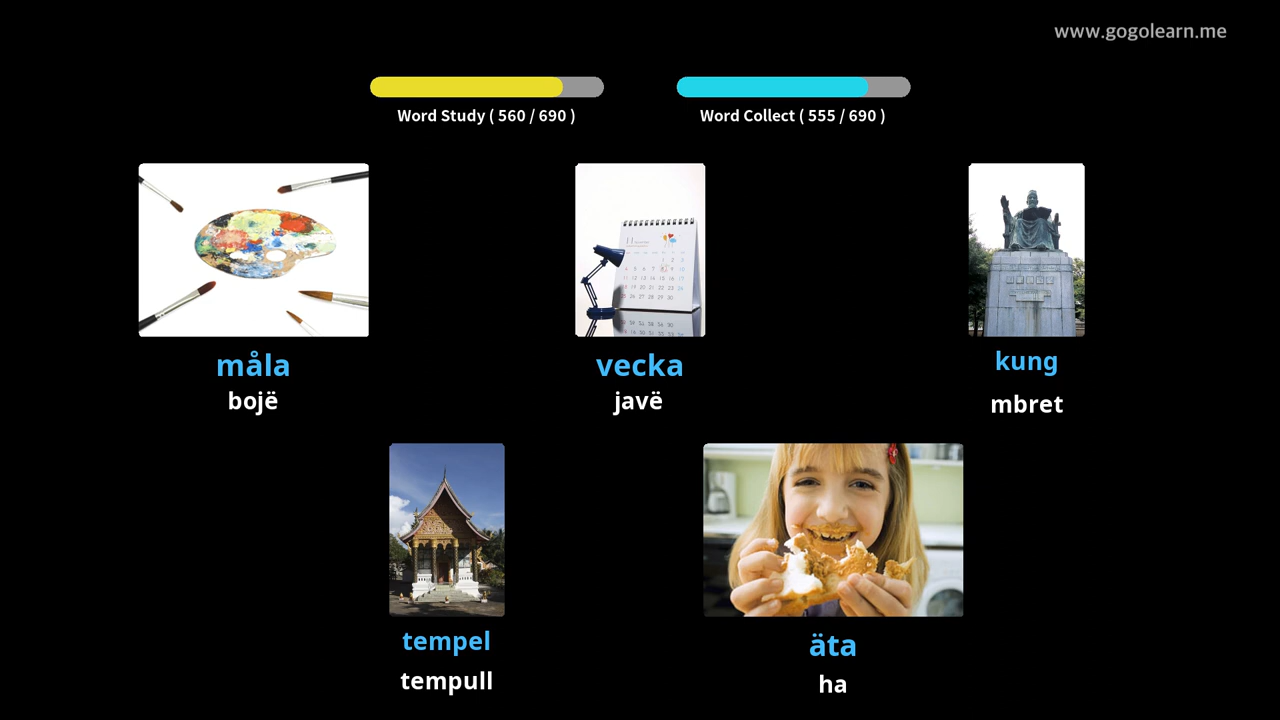 www.gogolearn.me
Word Study ( 560 / 690 )
Word Collect ( 555 / 690 )
måla
bojë
vecka
javë
kung
mbret
tempel
tempull
äta
ha